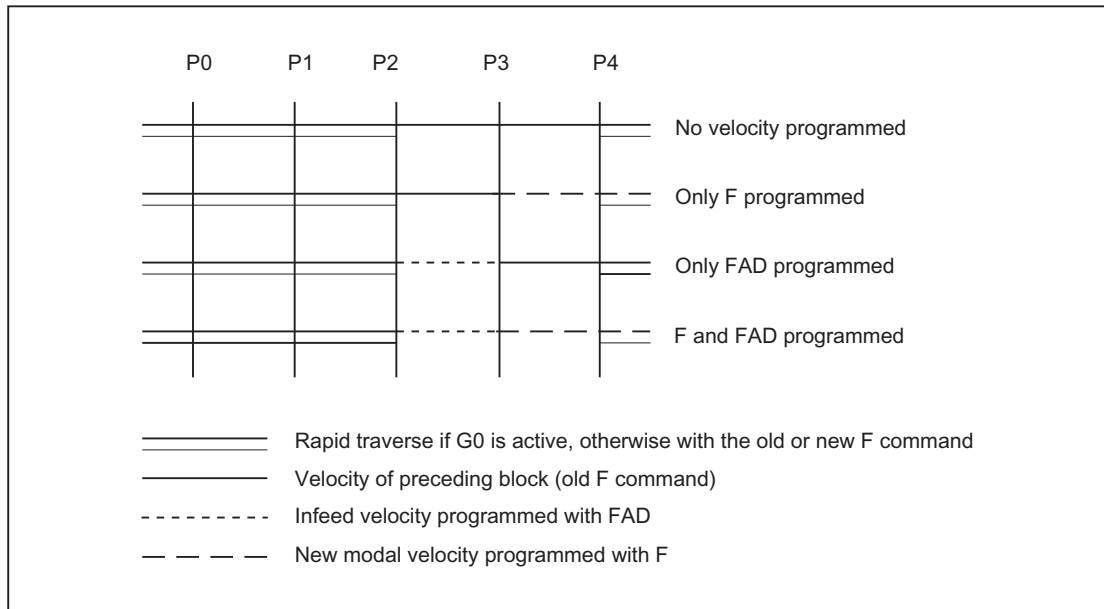 P0 P1 P2 P3 P4
No velocity programmed
Only F programmed
Only FAD programmed
F and FAD programmed
Rapid traverse if G0 is active, otherwise with the old or new F command
Velocity of preceding block (old F command)
Infeed velocity programmed with FAD
New modal velocity programmed with F